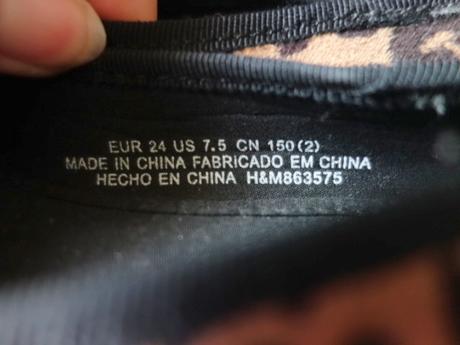 EUR 24 US 7.5 CN 150(2)
MADE IN CHINA FABRICADO EM CHINA
HECHO EN CHINA H&M863575